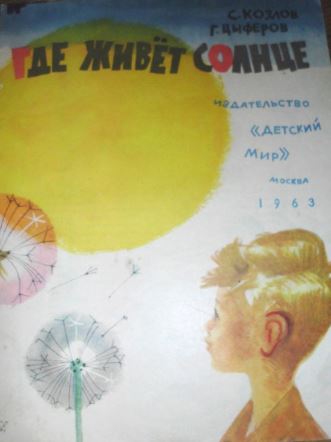 С. КОЗЛОВ
Г. ЦЫФЕРОВ
ГДЕ ЖИВЁТ СОЛНЦЕ
ИЗДАТЕЛЬСТВО
«ДЕТСКИЙ
МИР»
МОСКВА
1963